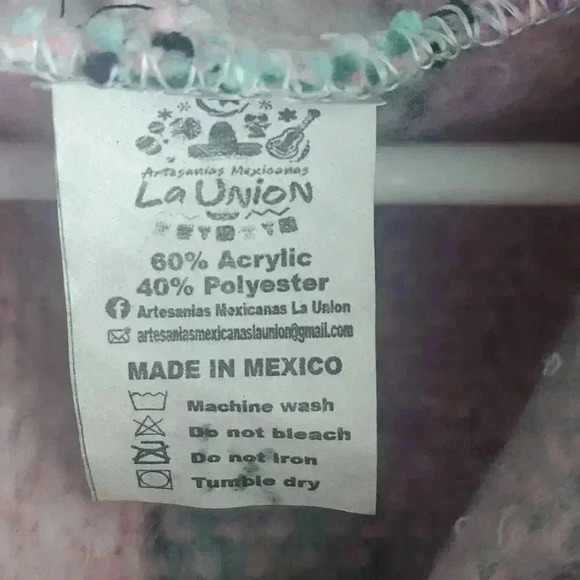 Artesanías Mexicanas
La Union
60% Acrylic
40% Polyester
Artesanias Mexicanas La Union
artesaniasmexicanaslaunion@gmail.com
MADE IN MEXICO
Machine wash
Do not bleach
Do not Iron
Tumble dry